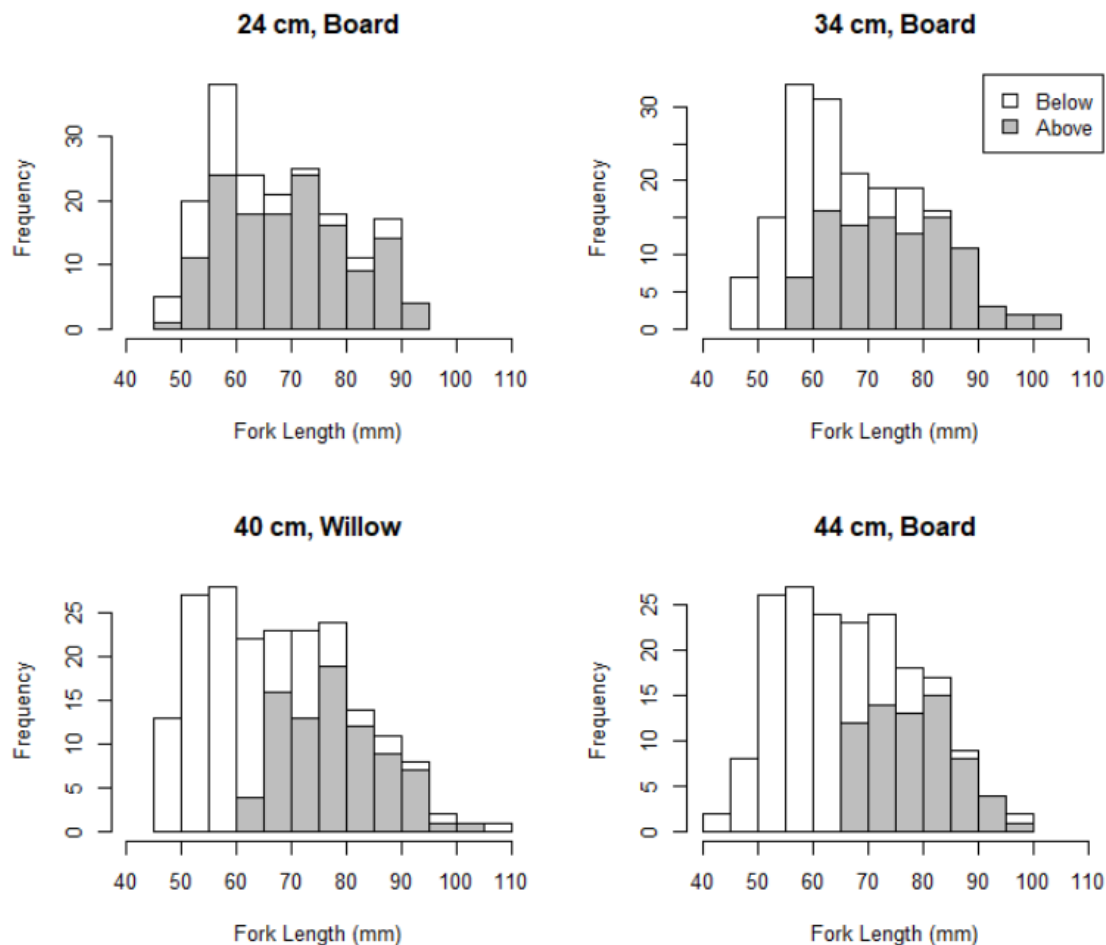 24 cm, Board
Frequency
0
10
20
30
40 50 60 70 80 90 100 110
Fork Length (mm)
34 cm, Board
Below
Above
Frequency
0
5
10
20
30
40 50 60 70 80 90 100 110
Fork Length (mm)
40 cm, Willow
Frequency
0
5
10
15
20
25
40 50 60 70 80 90 100 110
Fork Length (mm)
44 cm, Board
Frequency
0
5
10
15
20
25
40 50 60 70 80 90 100 110
Fork Length (mm)